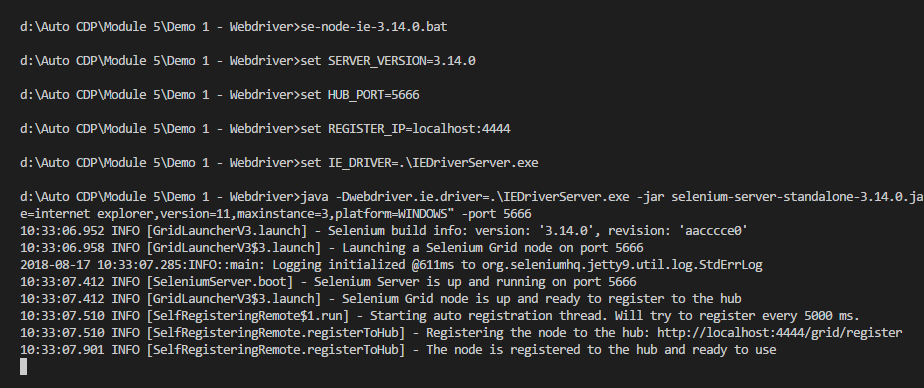 d:\Auto CDP\Module 5\Demo 1 - Webdriver>se-node-ie-3.14.0.bat
d:\Auto CDP\Module 5\Demo 1 - Webdriver>set SERVER_VERSION=3.14.0
d:\Auto CDP\Module 5\Demo 1 - Webdriver>set HUB_PORT=5666
d:\Auto CDP\Module 5\Demo 1 - Webdriver>set REGISTER_IP=localhost:4444
d:\Auto CDP\Module 5\Demo 1 - Webdriver>set IE_DRIVER=.\IEDriverServer.exe
d:\Auto CDP\Module 5\Demo 1 - Webdriver>java -Dwebdriver.ie.driver=.\IEDriverServer.exe -jar selenium-server-standalone-3.14.0.ja
e=internet explorer,version=11,maxinstance=3,platform=WINDOWS" -port 5666
10:33:06.952 INFO [GridLauncherV3.launch] - Selenium build info: version: '3.14.0', revision: 'aacccce0'
10:33:06.958 INFO [GridLauncherV3$3.launch] - Launching a Selenium Grid node on port 5666
2018-08-17 10:33:07.285:INFO::main: Logging initialized @611ms to org.seleniumhq.jetty9.util.log.StdErrLog
10:33:07.412 INFO [SeleniumServer.boot] - Selenium Server is up and running on port 5666
10:33:07.412 INFO [GridLauncherV3$3.launch] - Selenium Grid node is up and ready to register to the hub
10:33:07.510 INFO [SelfRegisteringRemote$1.run] - Starting auto registration thread. Will try to register every 5000 ms.
10:33:07.510 INFO [SelfRegisteringRemote.registerToHub] - Registering the node to the hub: http://localhost:4444/grid/register
10:33:07.901 INFO [SelfRegisteringRemote.registerToHub] - The node is registered to the hub and ready to use